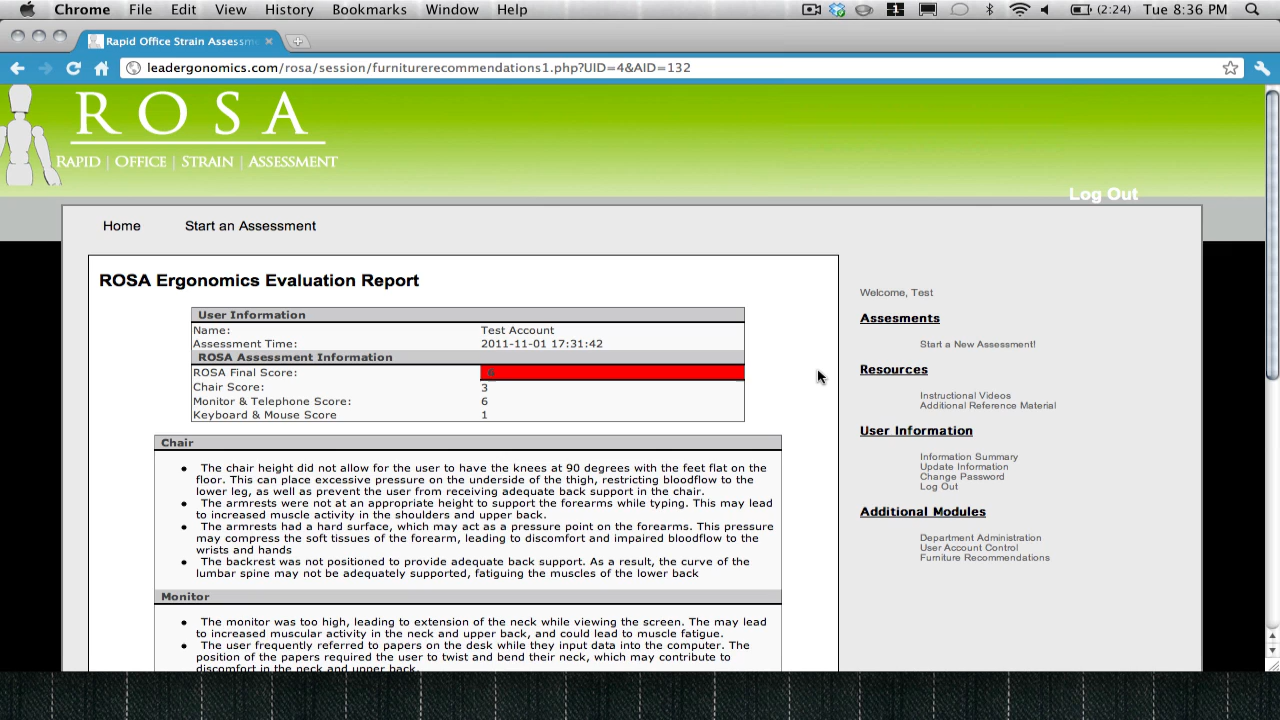 Chrome File Edit View History Bookmarks Window Help (2:24) Tue 8:36 PM
Rapid Office Strain Assessm
leadergonomics.com/rosa/session/furniturerecommendations1.php?UID=4&AID=132
ROSA
RAPID | OFFICE | STRAIN | ASSESSMENT
Log Out
Home Start an Assessment
ROSA Ergonomics Evaluation Report
User Information
Name: Test Account
Assessment Time: 2011-11-01 17:31:42
ROSA Assessment Information
ROSA Final Score: 6
Chair Score: 3
Monitor & Telephone Score: 6
Keyboard & Mouse Score 1
Chair
• The chair height did not allow for the user to have the knees at 90 degrees with the feet flat on the
floor. This can place excessive pressure on the underside of the thigh, restricting bloodflow to the
lower leg, as well as prevent the user from receiving adequate back support in the chair.
• The armrests were not at an appropriate height to support the forearms while typing. This may lead
to increased muscle activity in the shoulders and upper back.
• The armrests had a hard surface, which may act as a pressure point on the forearms. This pressure
may compress the soft tissues of the forearm, leading to discomfort and impaired bloodflow to the
wrists and hands
• The backrest was not positioned to provide adequate back support. As a result, the curve of the
lumbar spine may not be adequately supported, fatiguing the muscles of the lower back
Monitor
• The monitor was too high, leading to extension of the neck while viewing the screen. The may lead
to increased muscular activity in the neck and upper back, and could lead to muscle fatigue.
• The user frequently referred to papers on the desk while they input data into the computer. The
position of the papers required the user to twist and bend their neck, which may contribute to
discomfort in the neck and upper back.
Welcome, Test
Assesments
Start a New Assessment!
Resources
Instructional Videos
Additional Reference Material
User Information
Information Summary
Update Information
Change Password
Log Out
Additional Modules
Department Administration
User Account Control
Furniture Recommendations